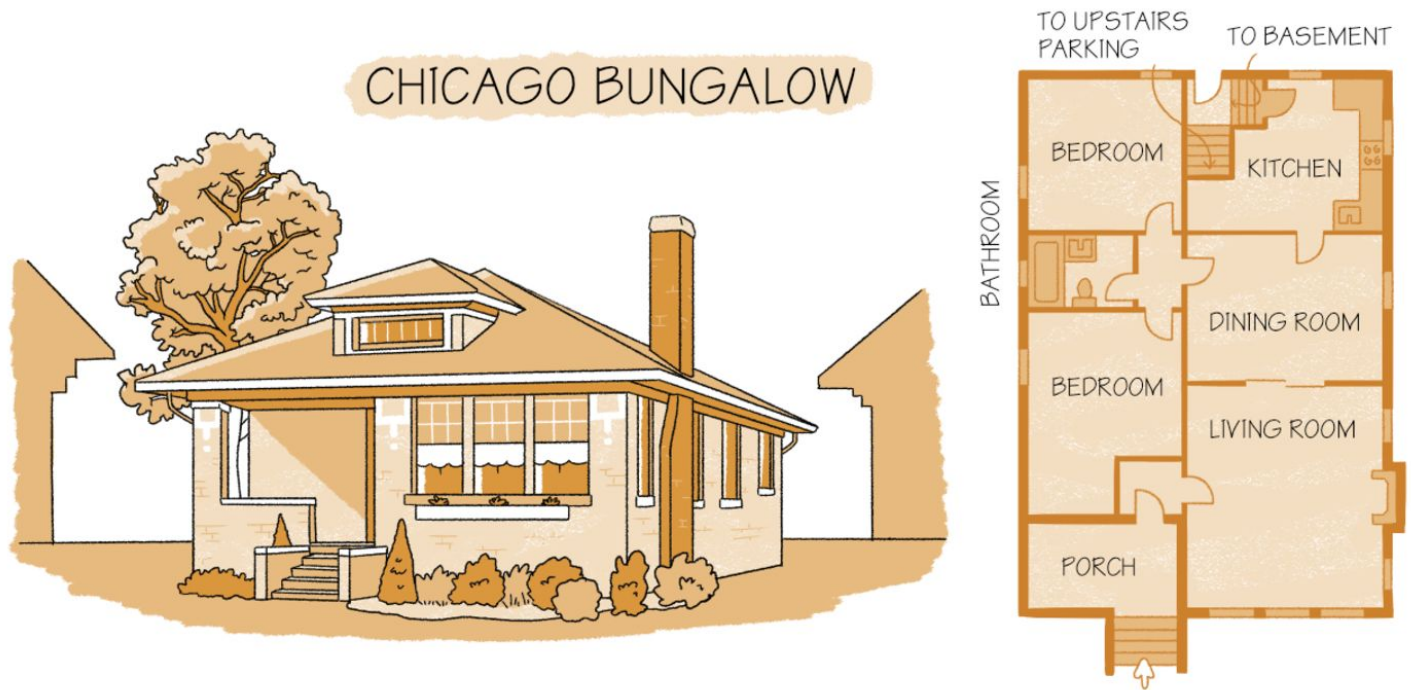 CHICAGO BUNGALOW
TO UPSTAIRS
PARKING
TO BASEMENT
BEDROOM
KITCHEN
BATHROOM
DINING ROOM
BEDROOM
LIVING ROOM
PORCH